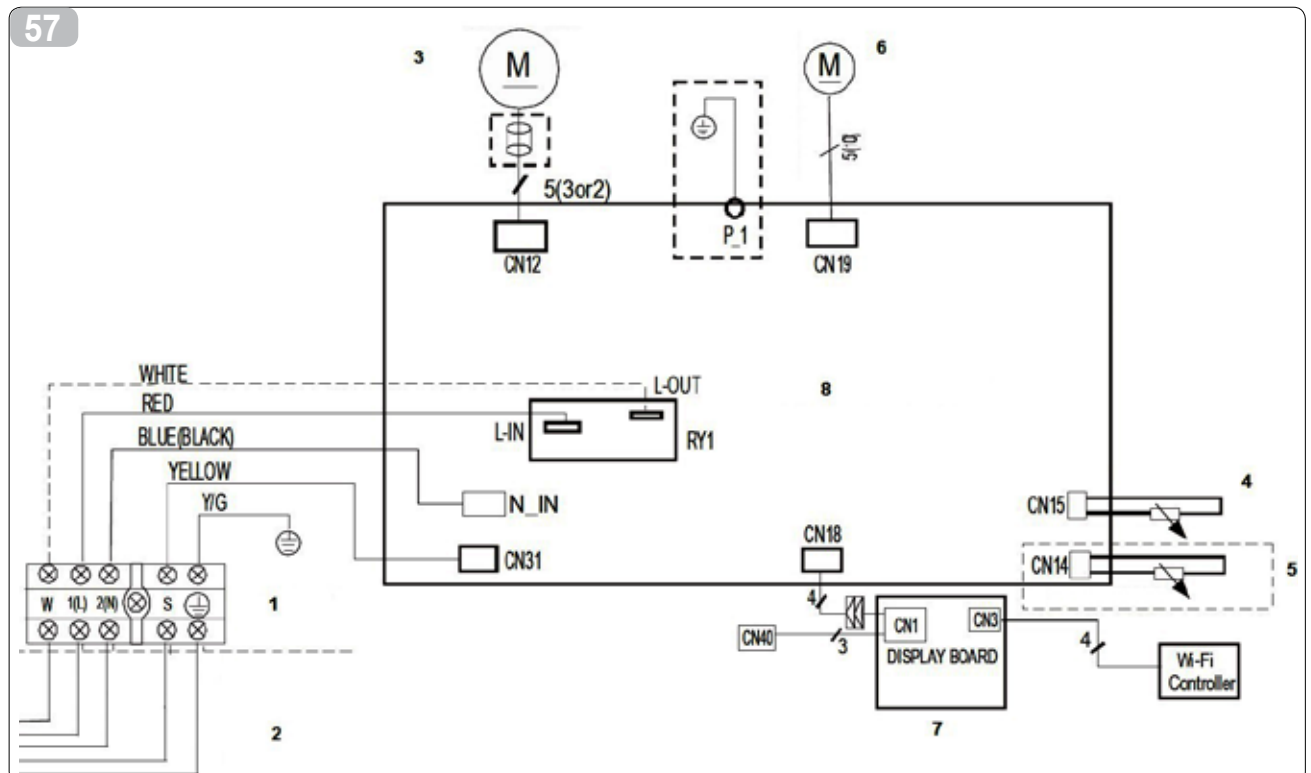 57
3
M
6
M
5(10)
5(3or2)
P_1
CN12
CN19
WHITE
L-OUT
8
RED
L-IN
RY1
BLUE(BLACK)
YELLOW
N_IN
Y/G
CN15
4
CN18
CN31
CN14
5
W 1(L) 2(N) S
1
4
CN1
CN3
CN40
3
DISPLAY BOARD
4
Wi-Fi
Controller
7
2